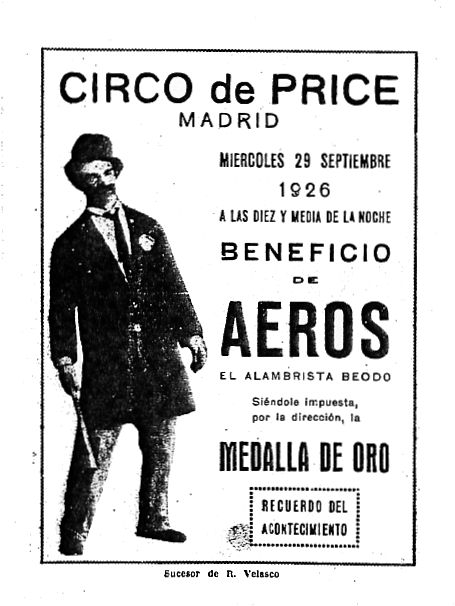 CIRCO de PRICE
MADRID
MIERCOLES 29 SEPTIEMBRE
1926
A LAS DIEZ Y MEDIA DE LA NOCHE
BENEFICIO
DE
AEROS
EL ALAMBRISTA BEODO
Siéndole impuesta,
por la dirección, la
MEDALLA DE ORO
RECUERDO DEL
ACONTECIMIENTO
Sucesor de R. Velasco